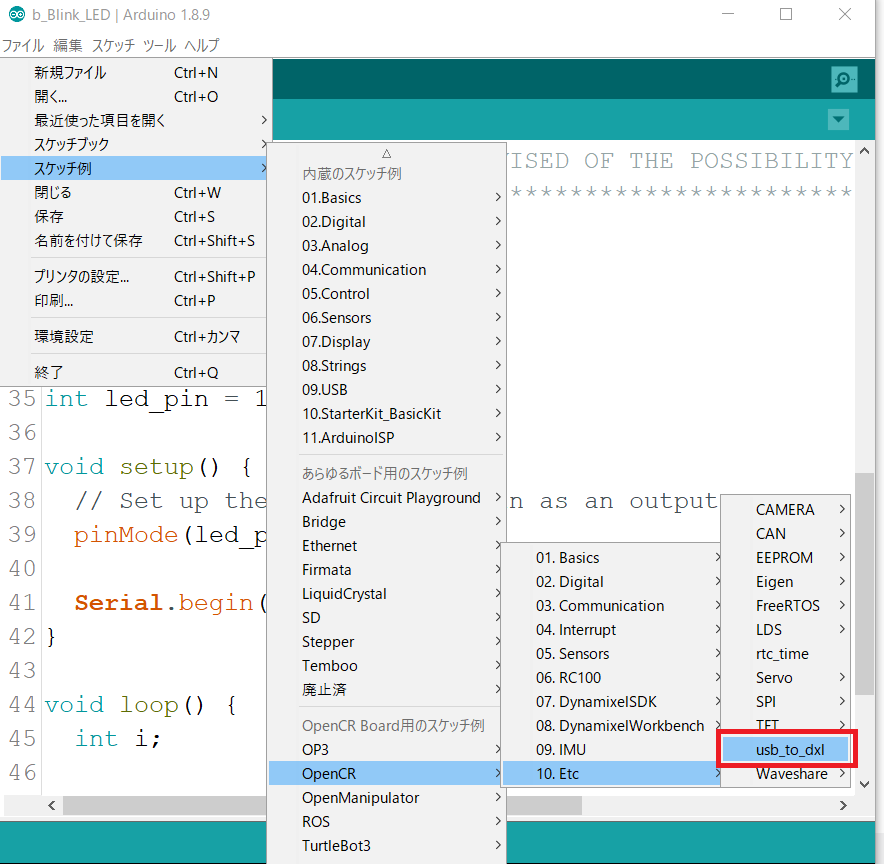 b_Blink_LED | Arduino 1.8.9
ファイル 編集 スケッチ ツール ヘルプ
新規ファイル Ctrl+N
開く... Ctrl+O
最近使った項目を開く
スケッチブック
スケッチ例
閉じる Ctrl+W
保存 Ctrl+S
名前を付けて保存 Ctrl+Shift+S
プリンタの設定... Ctrl+Shift+P
印刷... Ctrl+P
環境設定 Ctrl+カンマ
終了 Ctrl+Q
内蔵のスケッチ例
01.Basics
02.Digital
03.Analog
04.Communication
05.Control
06.Sensors
07.Display
08.Strings
09.USB
10.StarterKit_BasicKit
11.ArduinoISP
あらゆるボード用のスケッチ例
Adafruit Circuit Playground
Bridge
Ethernet
Firmata
LiquidCrystal
SD
Stepper
Temboo
廃止済
OpenCR Board用のスケッチ例
OP3
OpenCR
OpenManipulator
ROS
TurtleBot3
01. Basics
02. Digital
03. Communication
04. Interrupt
05. Sensors
06. RC100
07. DynamixelSDK
08. DynamixelWorkbench
09. IMU
10. Etc
CAMERA
CAN
EEPROM
Eigen
FreeRTOS
LDS
rtc_time
Servo
SPI
TFT
usb_to_dxl
Waveshare
ISED OF THE POSSIBILITY
***********************
35 int led_pin = 1
36
37 void setup() {
38 // Set up the n as an output
39 pinMode(led_p
40
41 Serial.begin(
42 }
43
44 void loop() {
45 int i;
46